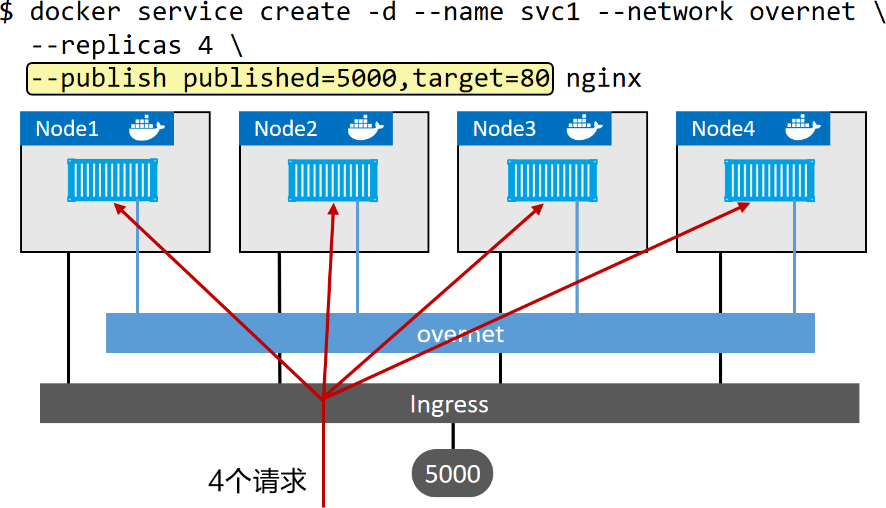 $ docker service create -d --name svc1 --network overnet \
--replicas 4 \
--publish published=5000,target=80 nginx
Node1
Node2
Node3
Node4
overnet
Ingress
4个请求
5000